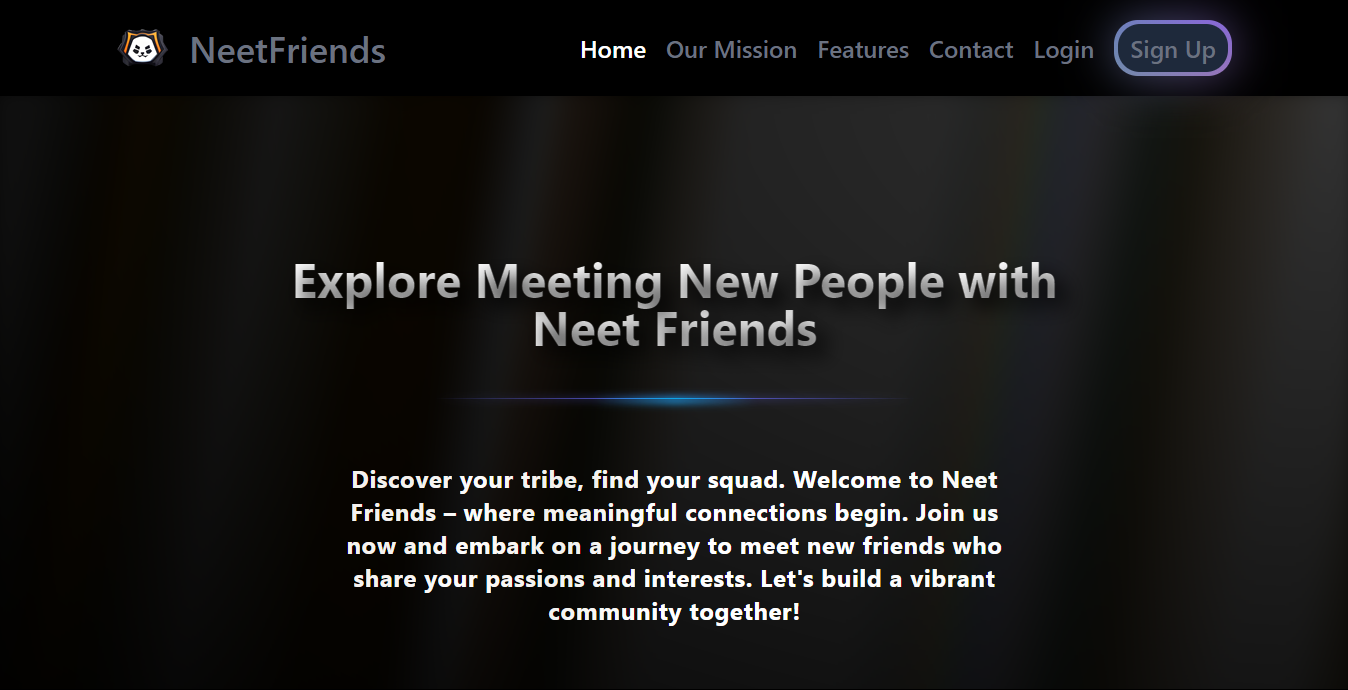 NeetFriends
Home Our Mission Features Contact Login Sign Up
Explore Meeting New People with
Neet Friends
Discover your tribe, find your squad. Welcome to Neet
Friends – where meaningful connections begin. Join us
now and embark on a journey to meet new friends who
share your passions and interests. Let's build a vibrant
community together!